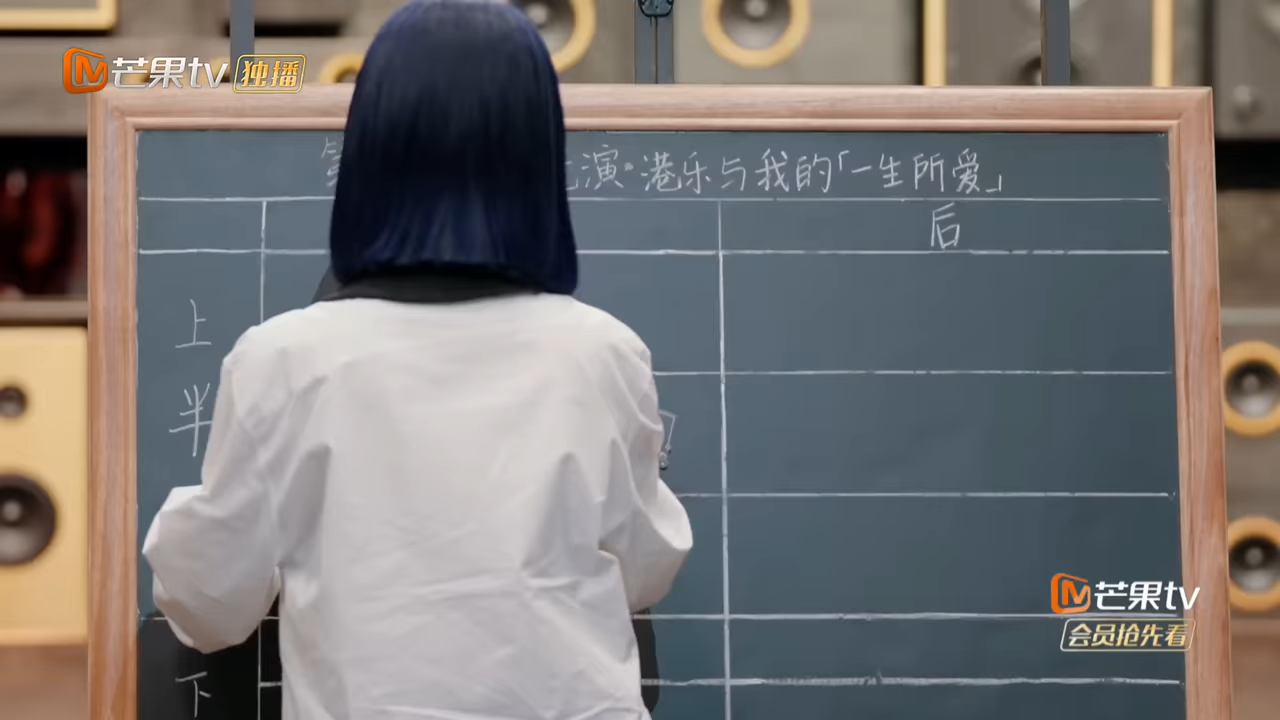 芒果tv 独播
演·港乐与我的「一生所爱」
后
上
半
下
芒果tv
会员抢先看